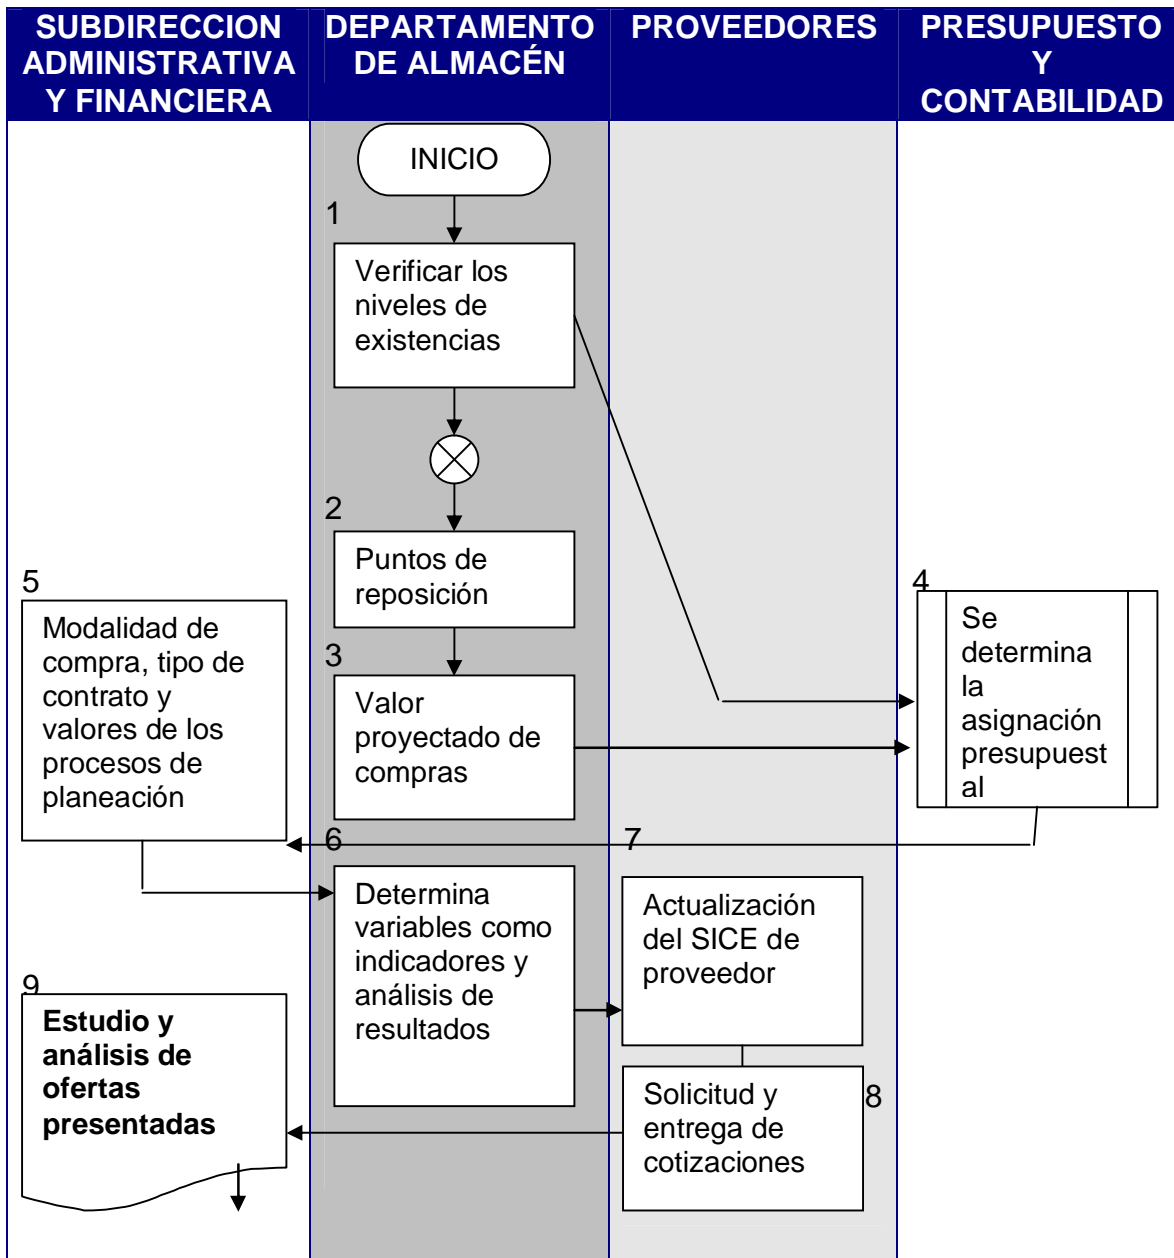 SUBDIRECCION
ADMINISTRATIVA
Y FINANCIERA
DEPARTAMENTO
DE ALMACÉN
PROVEEDORES
PRESUPUESTO
Y
CONTABILIDAD
INICIO
1
Verificar los
niveles de
existencias
2
Puntos de
reposición
3
Valor
proyectado de
compras
4
Se
determina
la
asignación
presupuest
al
5
Modalidad de
compra, tipo de
contrato y
valores de los
procesos de
planeación
6
Determina
variables como
indicadores y
análisis de
resultados
7
Actualización
del SICE de
proveedor
8
Solicitud y
entrega de
cotizaciones
9
Estudio y
análisis de
ofertas
presentadas